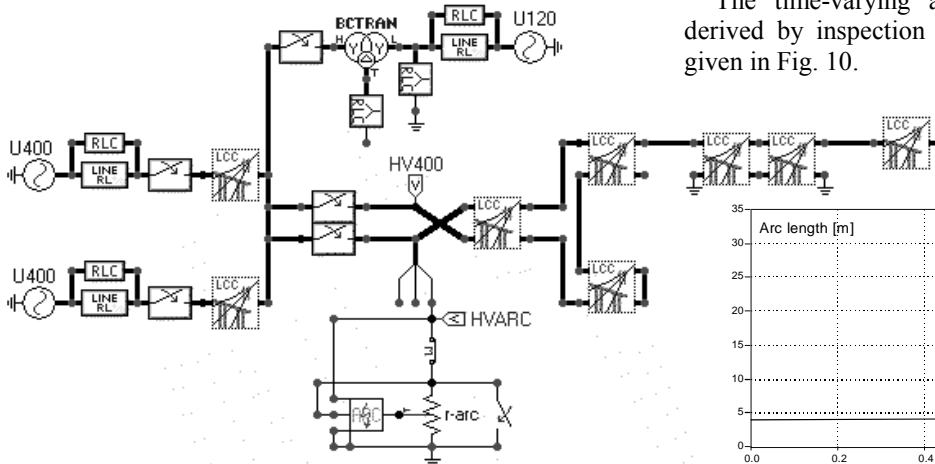 The time-varying a
derived by inspection
given in Fig. 10.
BCTRAN
H
Y
Y
L
T
RLC
LINE
RL
U120
RLC
Y
RLC
Y
U400
RLC
LINE
RL
LCC
HV400
V
LCC
LCC
LCC
LCC
LCC
U400
RLC
LINE
RL
LCC
LCC
HVARC
m
ARC
r-arc
Arc length [m]
35
30
25
20
15
10
5
0
0.2
0.4